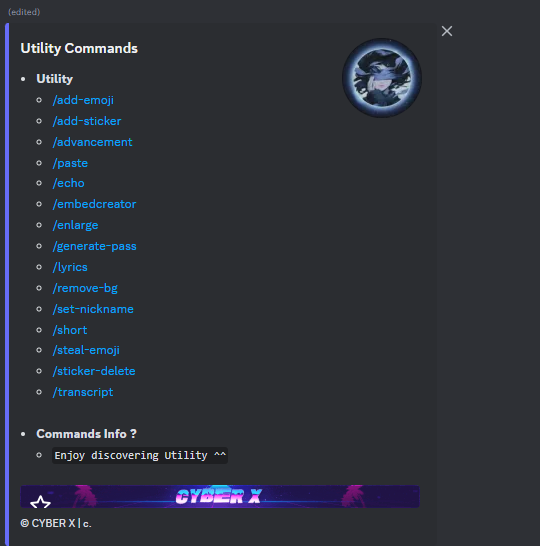 (edited)
Utility Commands
Utility
/add-emoji
/add-sticker
/advancement
/paste
/echo
/embedcreator
/enlarge
/generate-pass
/lyrics
/remove-bg
/set-nickname
/short
/steal-emoji
/sticker-delete
/transcript
Commands Info ?
Enjoy discovering Utility ^^
CYBER X
© CYBER X | c.